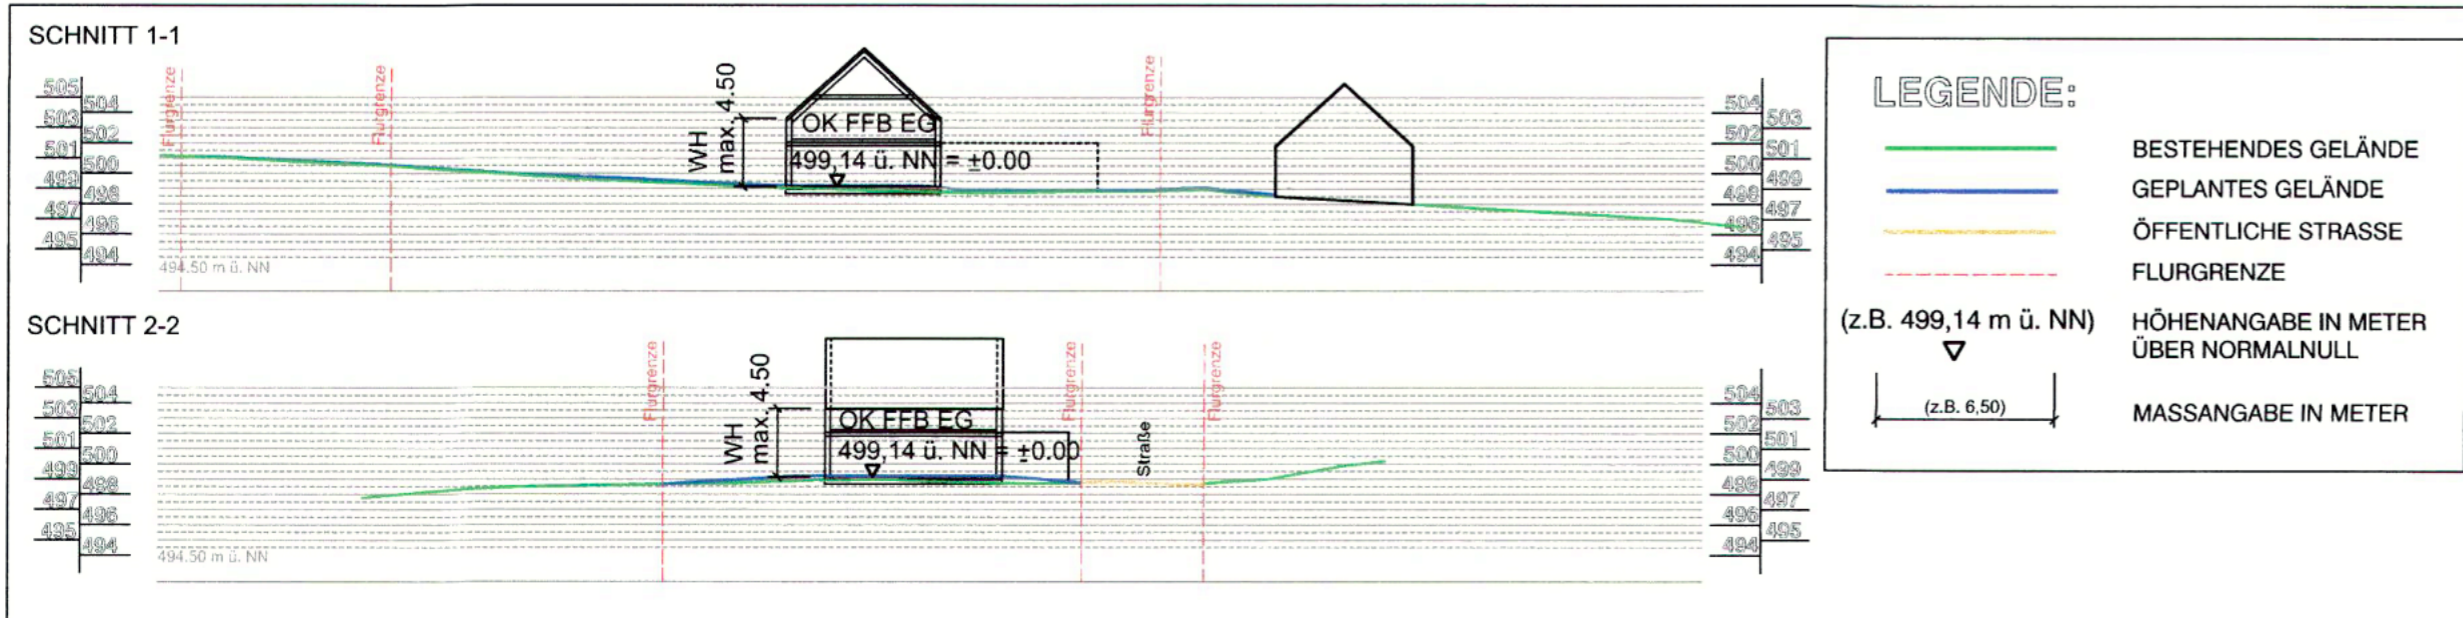 SCHNITT 1-1
Flurgrenze
Flurgrenze
Flurgrenze
505
504
503
502
501
500
499
498
497
496
495
494
WH
max. 4.50
OK FFB EG
499,14 ü. NN = ±0.00
504
503
502
501
500
499
498
497
496
495
494
494.50 m ü. NN
SCHNITT 2-2
Flurgrenze
Flurgrenze
Flurgrenze
505
504
503
502
501
500
499
498
497
496
495
494
WH
max. 4.50
OK FFB EG
499,14 ü. NN = ±0.00
Straße
504
503
502
501
500
499
498
497
496
495
494
494.50 m ü. NN
LEGENDE:
BESTEHENDES GELÄNDE
GEPLANTES GELÄNDE
ÖFFENTLICHE STRASSE
FLURGRENZE
(z.B. 499,14 m ü. NN)
HÖHENANGABE IN METER
ÜBER NORMALNULL
(z.B. 6,50)
MASSANGABE IN METER